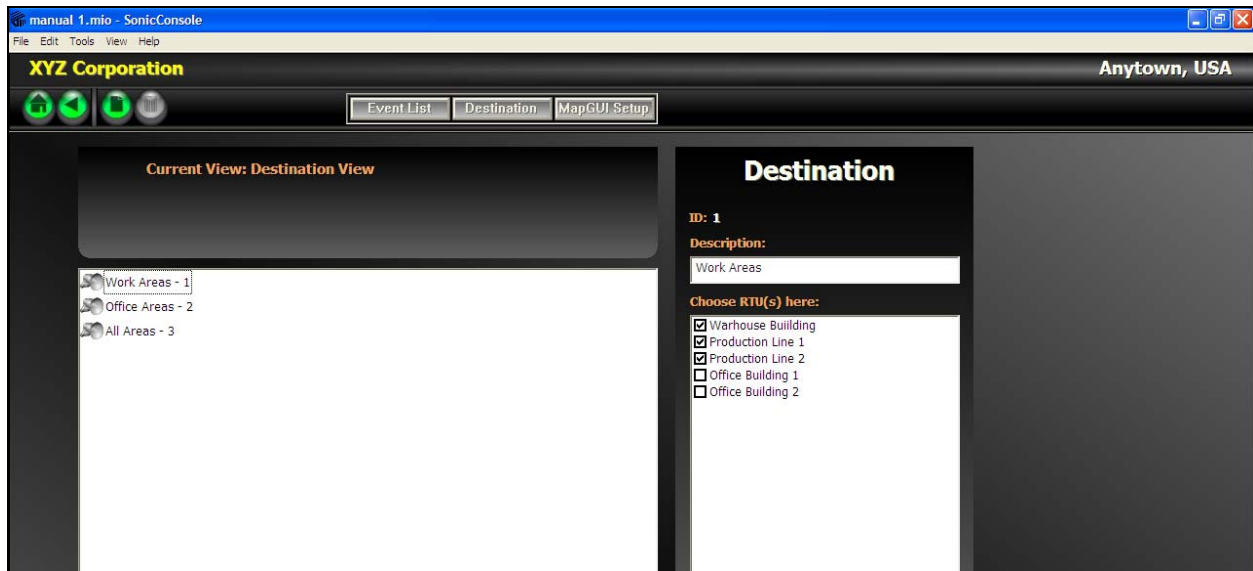 manual 1.mio - SonicConsole
File Edit Tools View Help
XYZ Corporation
Anytown, USA
Event List
Destination
MapGUI Setup
Current View: Destination View
Work Areas - 1
Office Areas - 2
All Areas - 3
Destination
ID: 1
Description:
Work Areas
Choose RTU(s) here:
Warhouse Buiilding
Production Line 1
Production Line 2
Office Building 1
Office Building 2